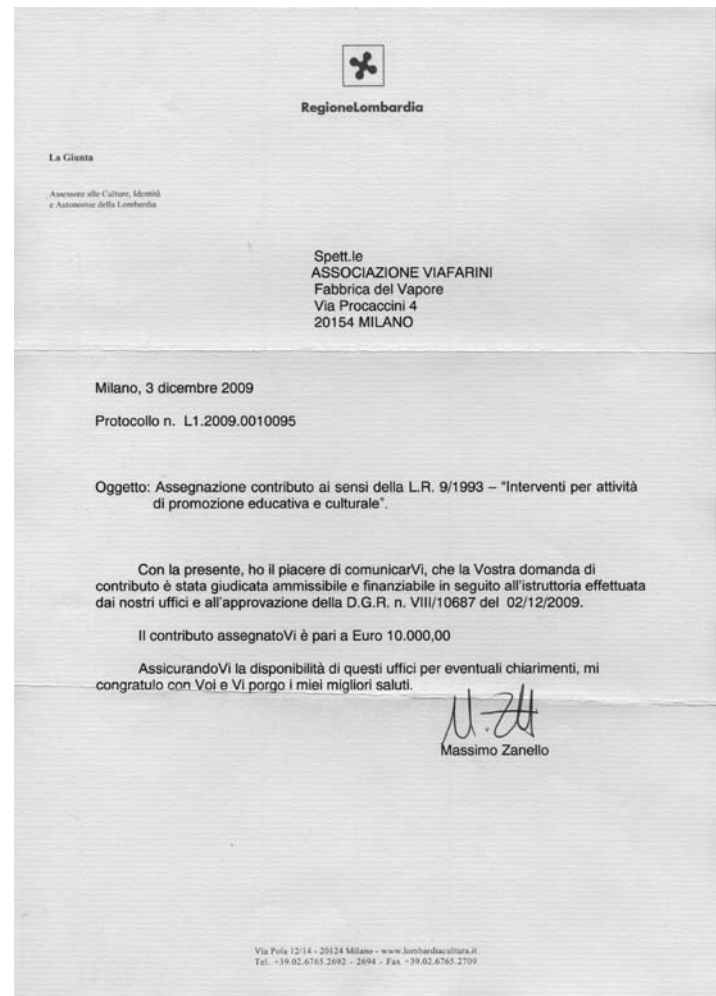 RegioneLombardia
La Giunta
Assessore alle Culture, Identità
e Autonomie della Lombardia
Spett.le
ASSOCIAZIONE VIAFARINI
Fabbrica del Vapore
Via Procaccini 4
20154 MILANO
Milano, 3 dicembre 2009
Protocollo n. L1.2009.0010095
Oggetto: Assegnazione contributo ai sensi della L.R. 9/1993 – "Interventi per attività
di promozione educativa e culturale".
Con la presente, ho il piacere di comunicarVi, che la Vostra domanda di
contributo è stata giudicata ammissibile e finanziabile in seguito all'istruttoria effettuata
dai nostri uffici e all'approvazione della D.G.R. n. VIII/10687 del 02/12/2009.
Il contributo assegnatoVi è pari a Euro 10.000,00
AssicurandoVi la disponibilità di questi uffici per eventuali chiarimenti, mi
congratulo con Voi e Vi porgo i miei migliori saluti.
Massimo Zanello
Via Pola 12/14 - 20124 Milano - www.lombardiacultura.it
Tel. +39.02.6765.2692 - 2694 - Fax +39.02.6765.2709